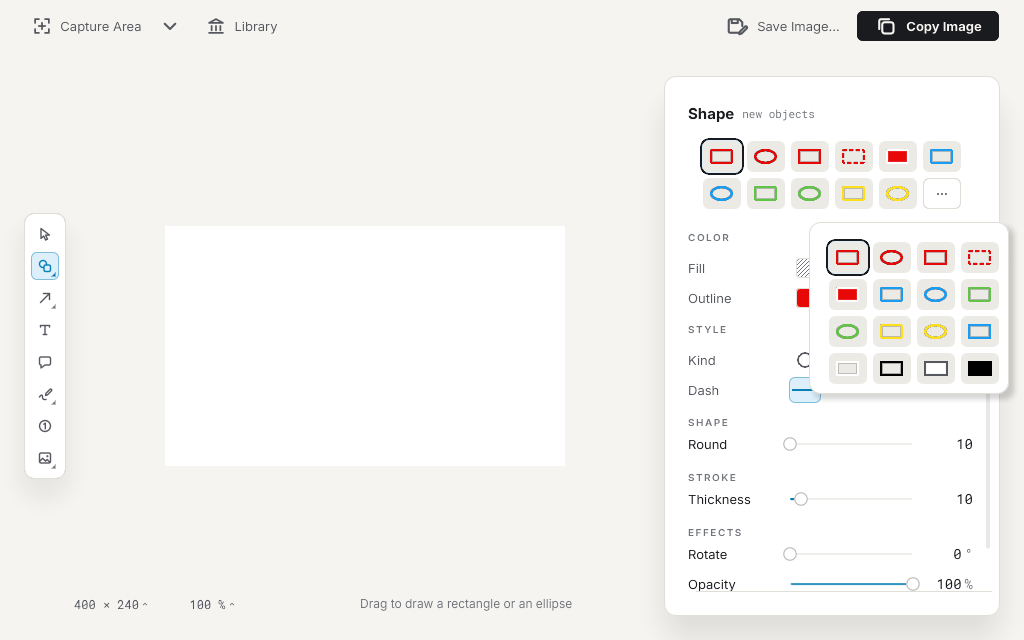 Capture Area
Library
Save Image...
Copy Image
Shape new objects
...
COLOR
Fill
Outline
STYLE
Kind
Dash
SHAPE
Round 10
STROKE
Thickness 10
EFFECTS
Rotate 0 °
Opacity 100 %
400 × 240
100 %
Drag to draw a rectangle or an ellipse